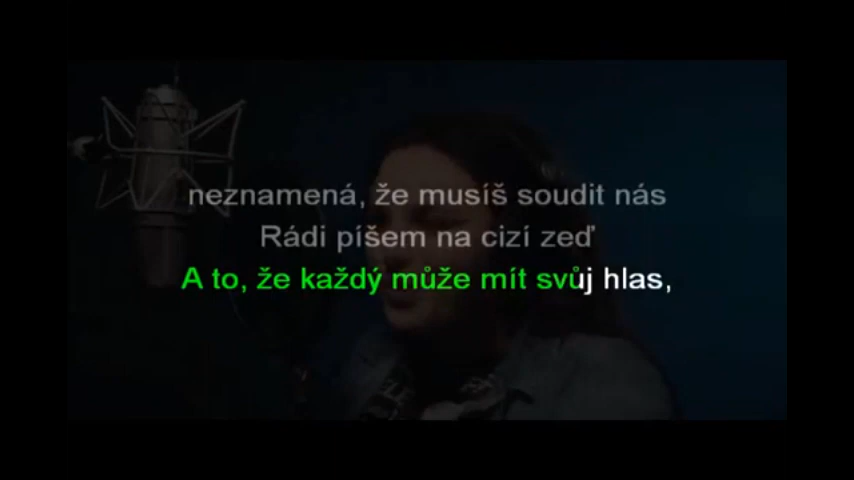 neznamená, že musíš soudit nás
Rádi píšem na cizí zeď
A to, že každý může mít svůj hlas,